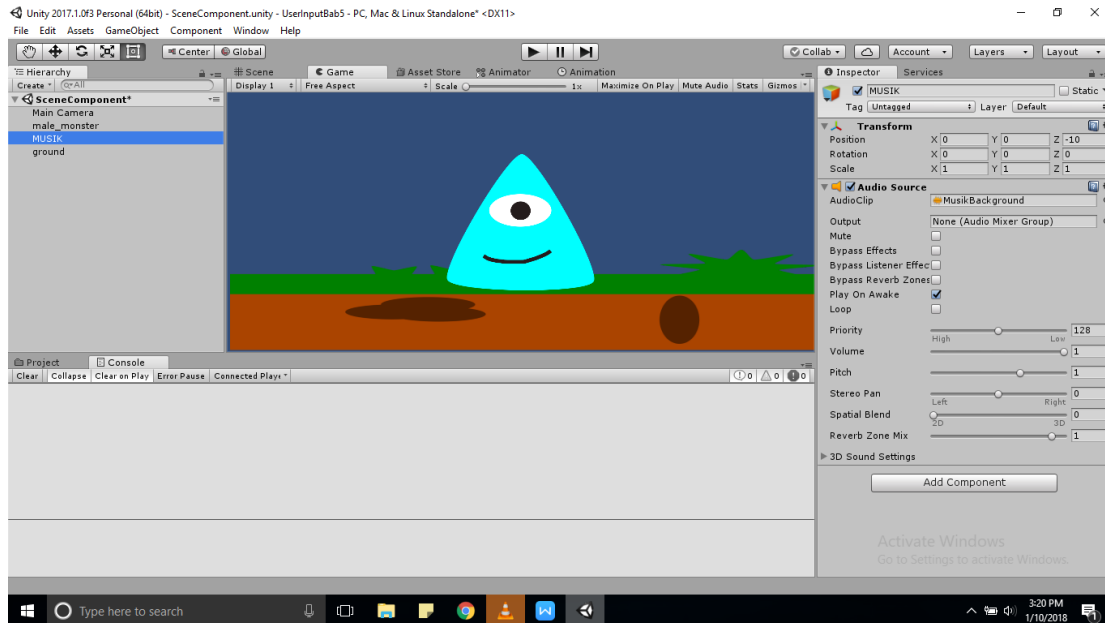 Unity 2017.1.0f3 Personal (64bit) - SceneComponent.unity - UserInputBab5 - PC, Mac & Linux Standalone* <DX11>
File Edit Assets GameObject Component Window Help
Center Global Collab Account Layers Layout
Hierarchy Scene Game Asset Store Animator Animation Inspector Services
Create All Display 1 Free Aspect Scale 1x Maximize On Play Mute Audio Stats Gizmos MUSIK Static
SceneComponent*
Main Camera
male_monster
MUSIK
ground
Tag Untagged Layer Default
Transform
Position X 0 Y 0 Z -10
Rotation X 0 Y 0 Z 0
Scale X 1 Y 1 Z 1
Audio Source
AudioClip MusikBackground
Output None (Audio Mixer Group)
Mute
Bypass Effects
Bypass Listener Effec
Bypass Reverb Zones
Play On Awake
Loop
Priority 128
High Low
Volume 1
Pitch 1
Stereo Pan 0
Left Right
Spatial Blend 0
2D 3D
Reverb Zone Mix 1
3D Sound Settings
Add Component
Project Console
Clear Collapse Clear on Play Error Pause Connected Playe 0 0 0
Activate Windows
Go to Settings to activate Windows.
Type here to search
3:20 PM
1/10/2018
1